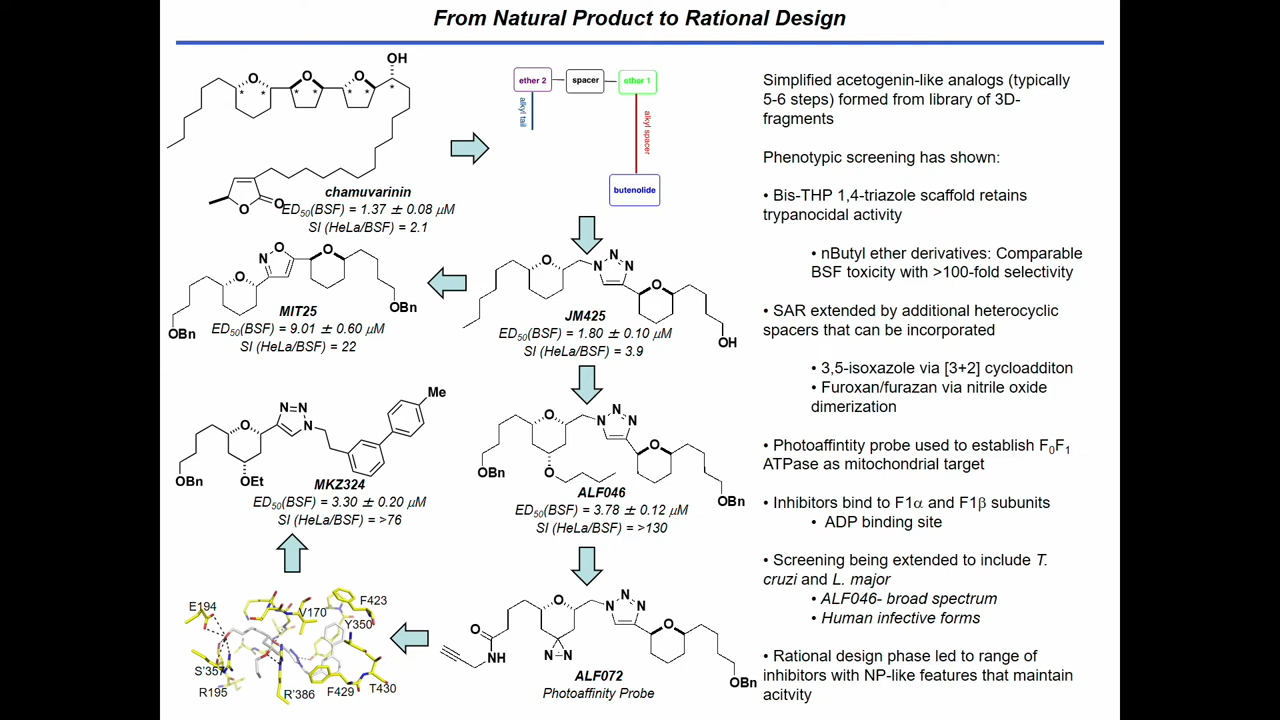 From Natural Product to Rational Design
OH
O
O
O
*
*
*
*
*
*
*
O
O
chamuvarinin
ED50(BSF) = 1.37 ± 0.08 μM
SI (HeLa/BSF) = 2.1
ether 2
spacer
ether 1
alkyl tail
alkyl spacer
butenolide
N
O
O
O
OBn
OBn
MIT25
ED50(BSF) = 9.01 ± 0.60 μM
SI (HeLa/BSF) = 22
O
N
N
N
O
OH
JM425
ED50(BSF) = 1.80 ± 0.10 μM
SI (HeLa/BSF) = 3.9
N
N
N
O
OBn
OEt
Me
MKZ324
ED50(BSF) = 3.30 ± 0.20 μM
SI (HeLa/BSF) = >76
O
N
N
N
O
OBn
O
OBn
ALF046
ED50(BSF) = 3.78 ± 0.12 μM
SI (HeLa/BSF) = >130
E194
V170
F423
Y350
S'357
R195
R'386
F429
T430
O
N
N
N
O
O
NH
N=N
OBn
ALF072
Photoaffinity Probe
Simplified acetogenin-like analogs (typically
5-6 steps) formed from library of 3D-
fragments
Phenotypic screening has shown:
• Bis-THP 1,4-triazole scaffold retains
trypanocidal activity
• nButyl ether derivatives: Comparable
BSF toxicity with >100-fold selectivity
• SAR extended by additional heterocyclic
spacers that can be incorporated
• 3,5-isoxazole via [3+2] cycloadditon
• Furoxan/furazan via nitrile oxide
dimerization
• Photoaffintity probe used to establish F0F1
ATPase as mitochondrial target
• Inhibitors bind to F1α and F1β subunits
• ADP binding site
• Screening being extended to include T.
cruzi and L. major
• ALF046- broad spectrum
• Human infective forms
• Rational design phase led to range of
inhibitors with NP-like features that maintain
acitvity